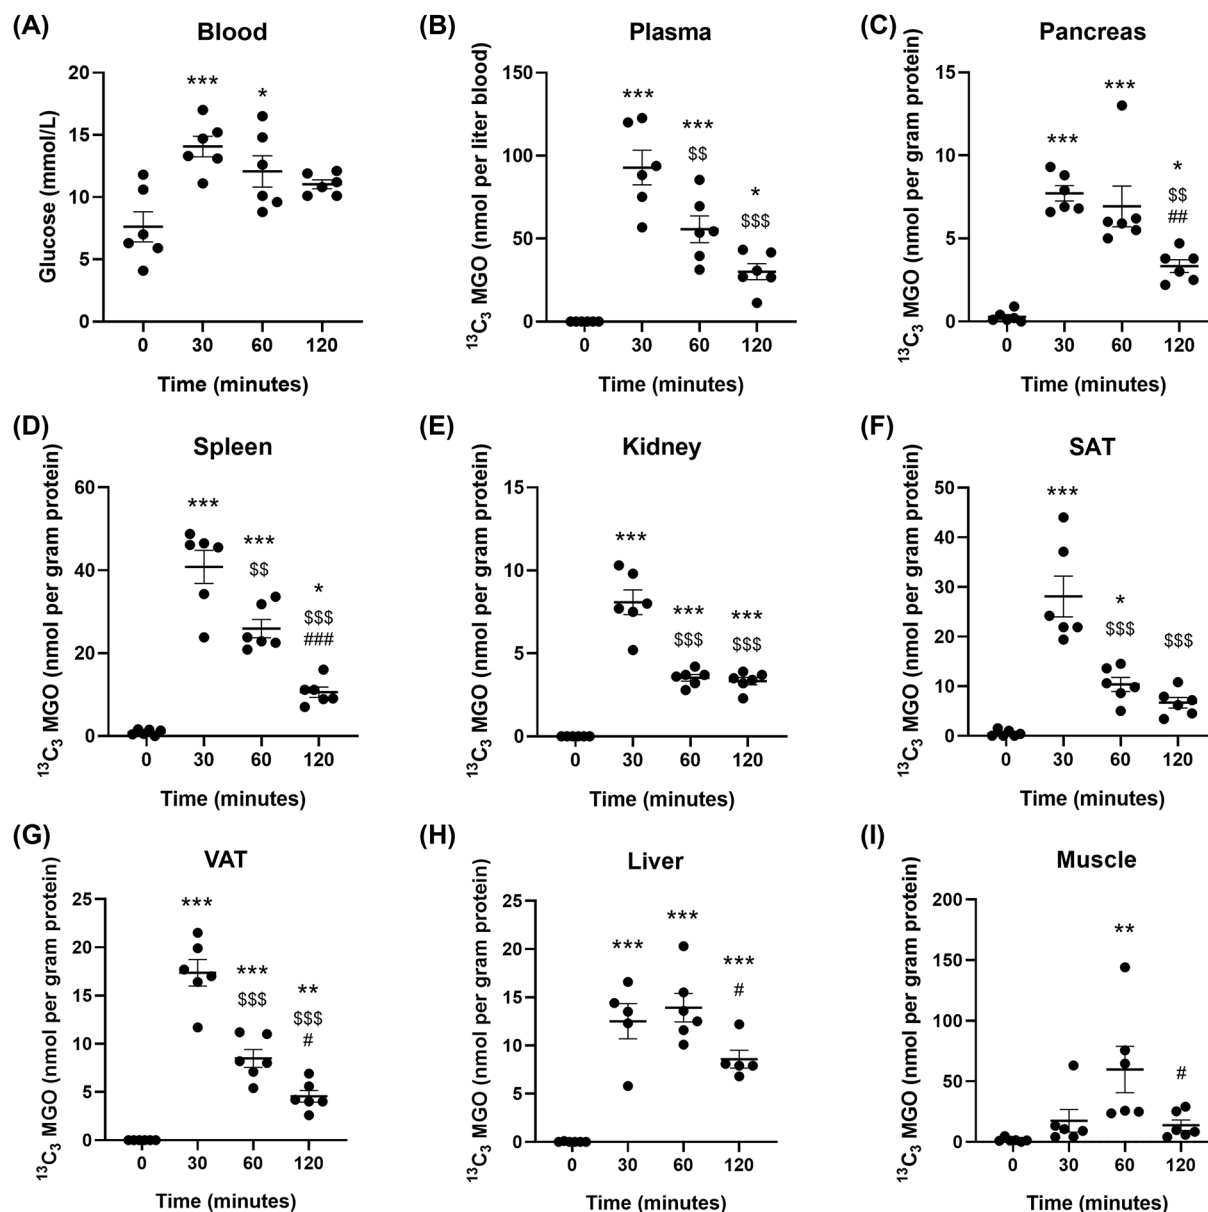 (A) Blood
Glucose (mmol/L)
20
15
10
5
0
***
*
0 30 60 120
Time (minutes)
(B) Plasma
¹³C₃ MGO (nmol per liter blood)
150
100
50
0
***
***
$$
*
$$$
0 30 60 120
Time (minutes)
(C) Pancreas
¹³C₃ MGO (nmol per gram protein)
15
10
5
0
***
***
*
$$
##
0 30 60 120
Time (minutes)
(D) Spleen
¹³C₃ MGO (nmol per gram protein)
60
40
20
0
***
***
$$
*
$$$
###
0 30 60 120
Time (minutes)
(E) Kidney
¹³C₃ MGO (nmol per gram protein)
15
10
5
0
***
***
$$$
***
$$$
0 30 60 120
Time (minutes)
(F) SAT
¹³C₃ MGO (nmol per gram protein)
50
40
30
20
10
0
***
*
$$$
$$$
0 30 60 120
Time (minutes)
(G) VAT
¹³C₃ MGO (nmol per gram protein)
25
20
15
10
5
0
***
***
$$$
**
$$$
#
0 30 60 120
Time (minutes)
(H) Liver
¹³C₃ MGO (nmol per gram protein)
25
20
15
10
5
0
***
***
***
#
0 30 60 120
Time (minutes)
(I) Muscle
¹³C₃ MGO (nmol per gram protein)
200
150
100
50
0
**
#
0 30 60 120
Time (minutes)